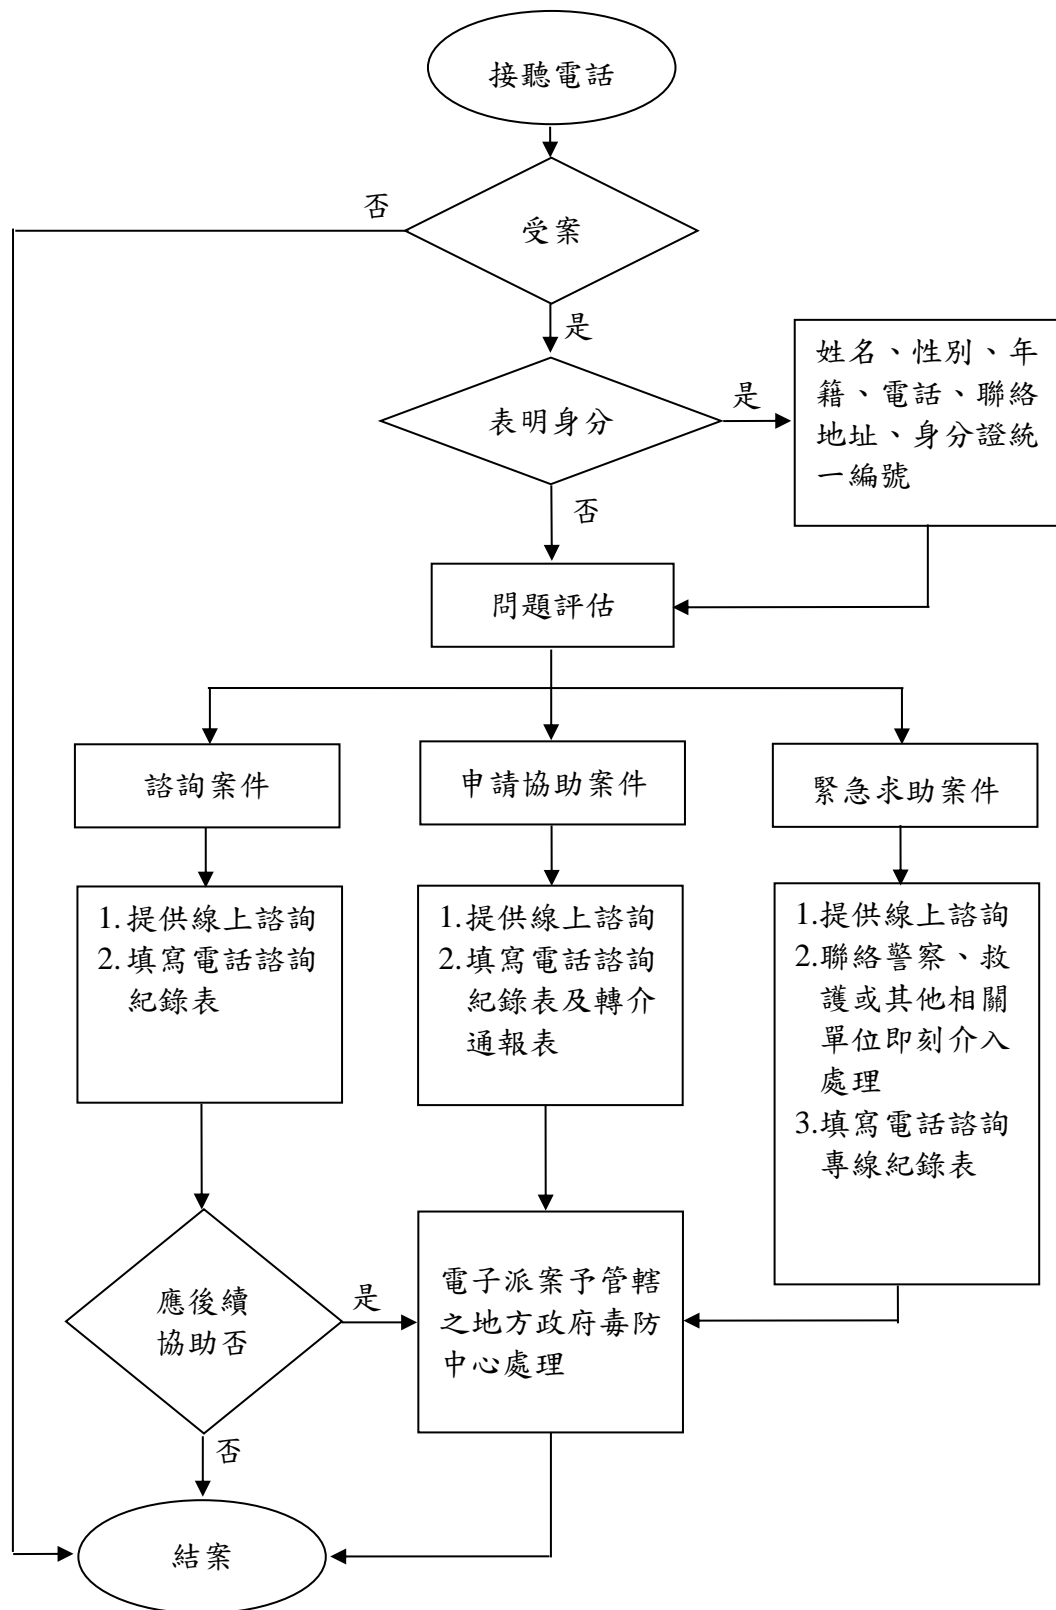 接聽電話
否
受案
是
姓名、性別、年
籍、電話、聯絡
地址、身分證統
一編號
是
表明身分
否
問題評估
諮詢案件
申請協助案件
緊急求助案件
1.提供線上諮詢
2.填寫電話諮詢
紀錄表
1.提供線上諮詢
2.填寫電話諮詢
紀錄表及轉介
通報表
1.提供線上諮詢
2.聯絡警察、救
護或其他相關
單位即刻介入
處理
3.填寫電話諮詢
專線紀錄表
應後續
協助否
是
電子派案予管轄
之地方政府毒防
中心處理
否
結案